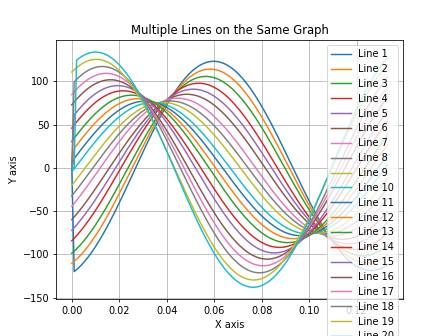 Multiple Lines on the Same Graph
Line 1
Line 2
Line 3
Line 4
Line 5
Line 6
Line 7
Line 8
Line 9
Line 10
Line 11
Line 12
Line 13
Line 14
Line 15
Line 16
Line 17
Line 18
Line 19
Line 20
Y axis
100
50
0
−50
−100
−150
0.00
0.02
0.04
0.06
0.08
0.10
X axis